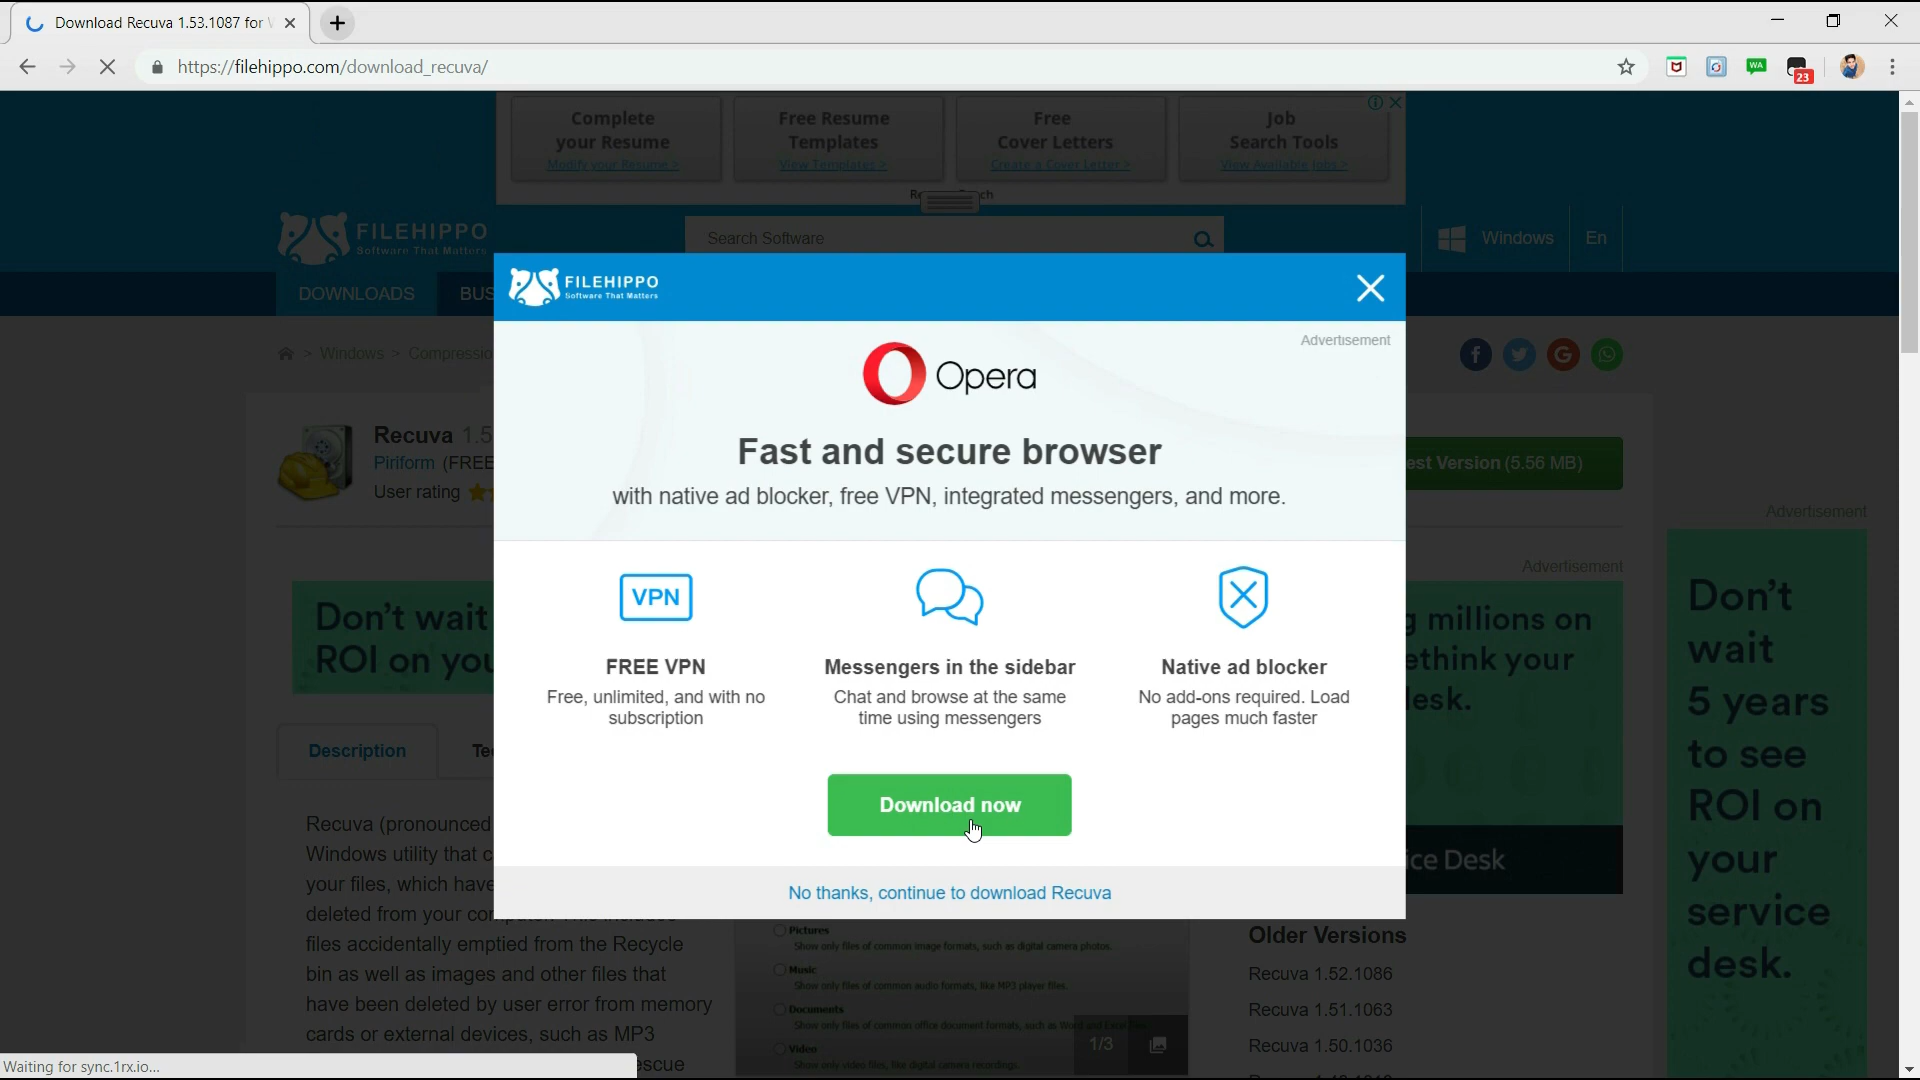 Download Recuva 1.53.1087 for
https://filehippo.com/download_recuva/
WA
23
Complete
your Resume
Modify your Resume >
Free Resume
Templates
View Templates >
Free
Cover Letters
Create a Cover Letter >
Job
Search Tools
View Available Jobs >
FILEHIPPO
Software That Matters
Search Software
Windows
En
DOWNLOADS
BUS
FILEHIPPO
Software That Matters
> Windows > Compressio
Advertisement
Opera
Fast and secure browser
with native ad blocker, free VPN, integrated messengers, and more.
Recuva 1.5
Piriform (FREE
User rating
est Version (5.56 MB)
Advertisement
Advertisement
VPN
FREE VPN
Free, unlimited, and with no
subscription
Messengers in the sidebar
Chat and browse at the same
time using messengers
Native ad blocker
No add-ons required. Load
pages much faster
Don't wait
ROI on you
g millions on
ethink your
desk.
ice Desk
Don't
wait
5 years
to see
ROI on
your
service
desk.
Description
Te
Download now
No thanks, continue to download Recuva
Recuva (pronounced
Windows utility that c
your files, which have
deleted from your
files accidentally emptied from the Recycle
bin as well as images and other files that
have been deleted by user error from memory
cards or external devices, such as MP3
escue
Pictures
Show only files of common image formats, such as digital camera photos.
Music
Show only files of common audio formats, like MP3 player files.
Documents
Show only files of common office document formats, such as Word and Excel
Video
Show only video files, like digital camera recordings.
1/3
Older Versions
Recuva 1.52.1086
Recuva 1.51.1063
Recuva 1.50.1036
Waiting for sync.1rx.io...